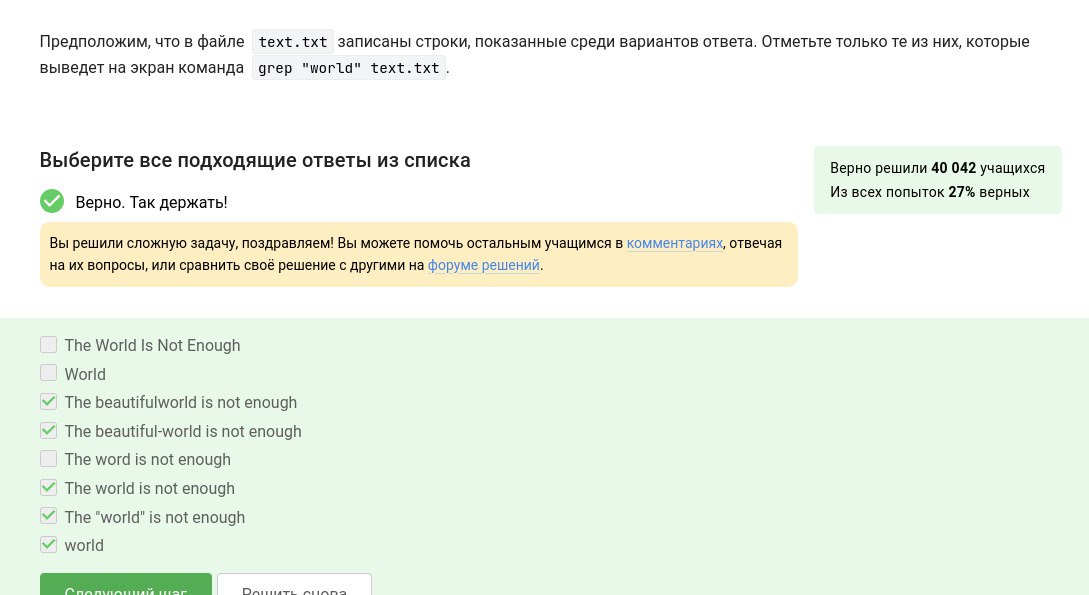 Предположим, что в файле text.txt записаны строки, показанные среди вариантов ответа. Отметьте только те из них, которые
выведет на экран команда grep "world" text.txt.
Выберите все подходящие ответы из списка
Верно. Так держать!
Верно решили 40 042 учащихся
Из всех попыток 27% верных
Вы решили сложную задачу, поздравляем! Вы можете помочь остальным учащимся в комментариях, отвечая
на их вопросы, или сравнить своё решение с другими на форуме решений.
The World Is Not Enough
World
The beautifulworld is not enough
The beautiful-world is not enough
The word is not enough
The world is not enough
The "world" is not enough
world
Следующий шаг
Решить снова